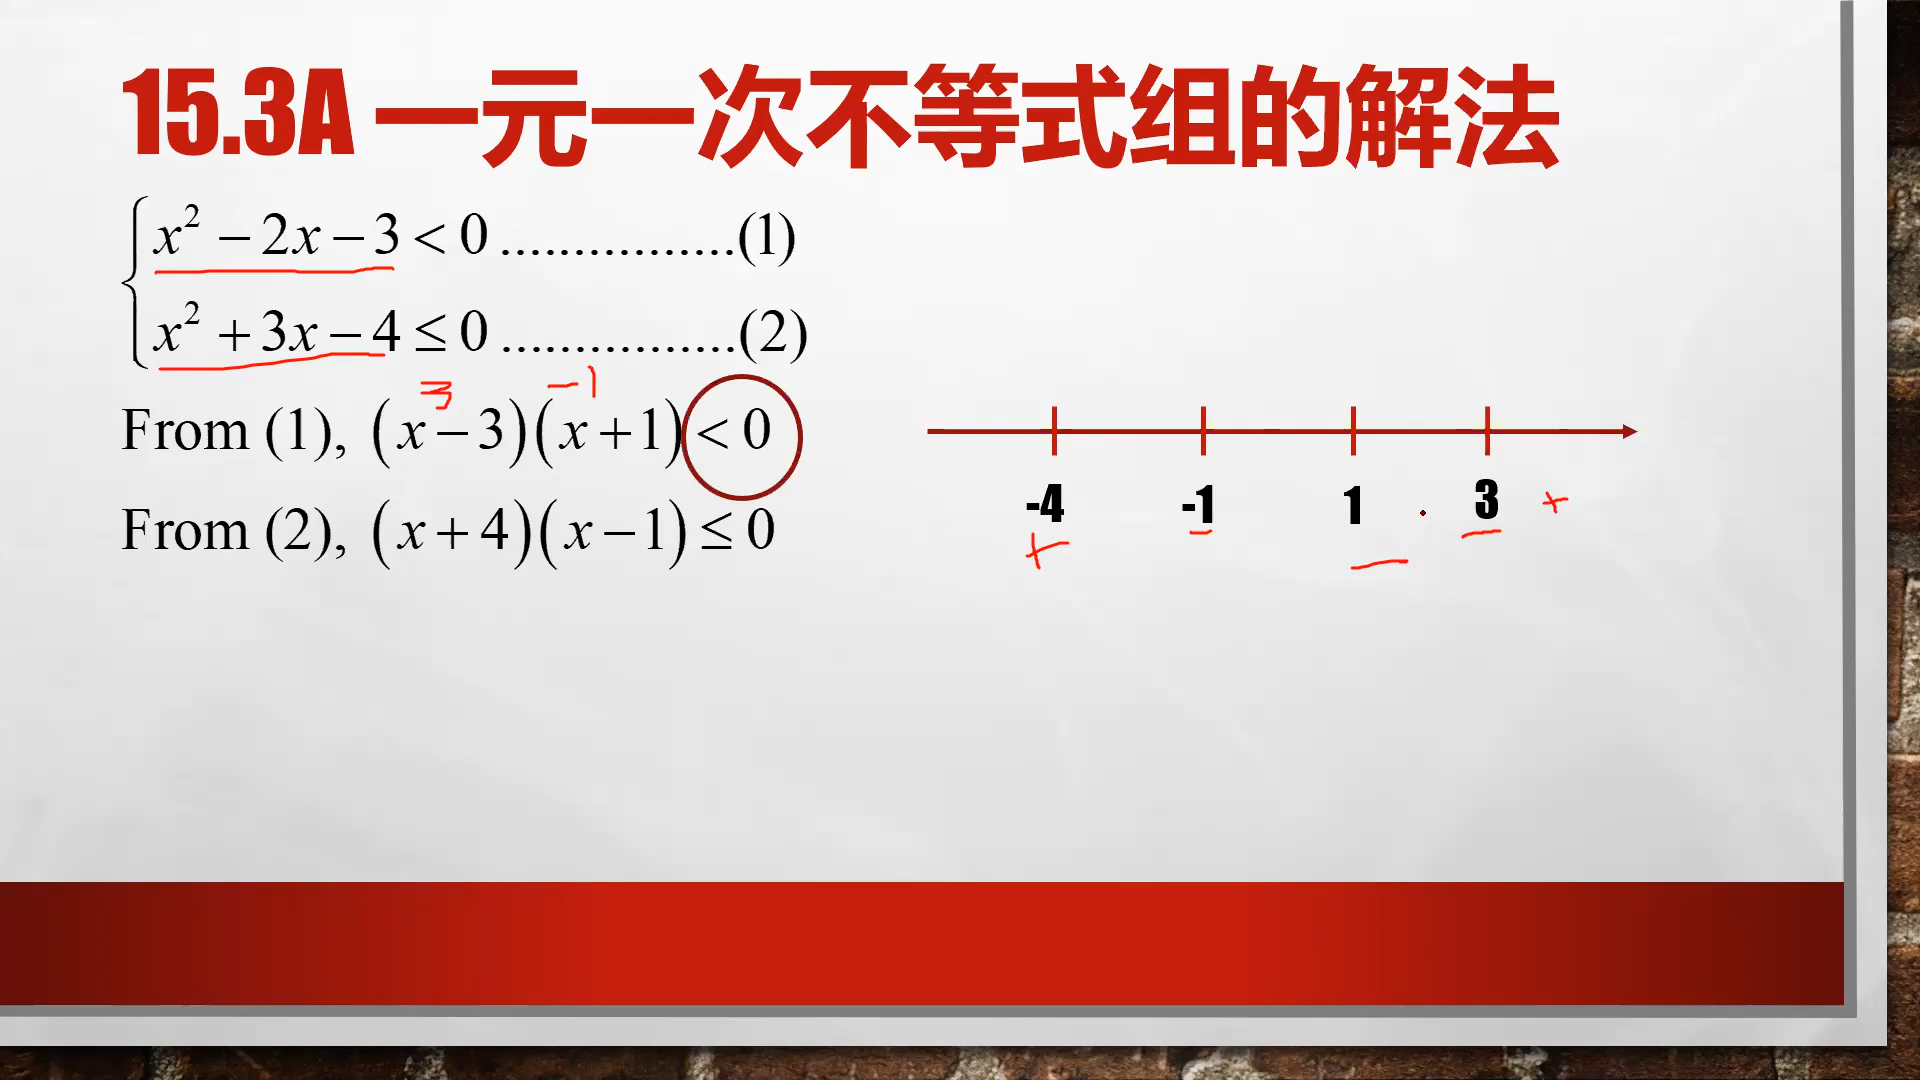 15.3A 一元一次不等式组的解法
x² − 2x − 3 < 0 ................(1)
x² + 3x − 4 ≤ 0 ................(2)
3 −1
From (1), (x − 3)(x + 1) < 0
From (2), (x + 4)(x − 1) ≤ 0
-4 -1 1 3 +
+ −